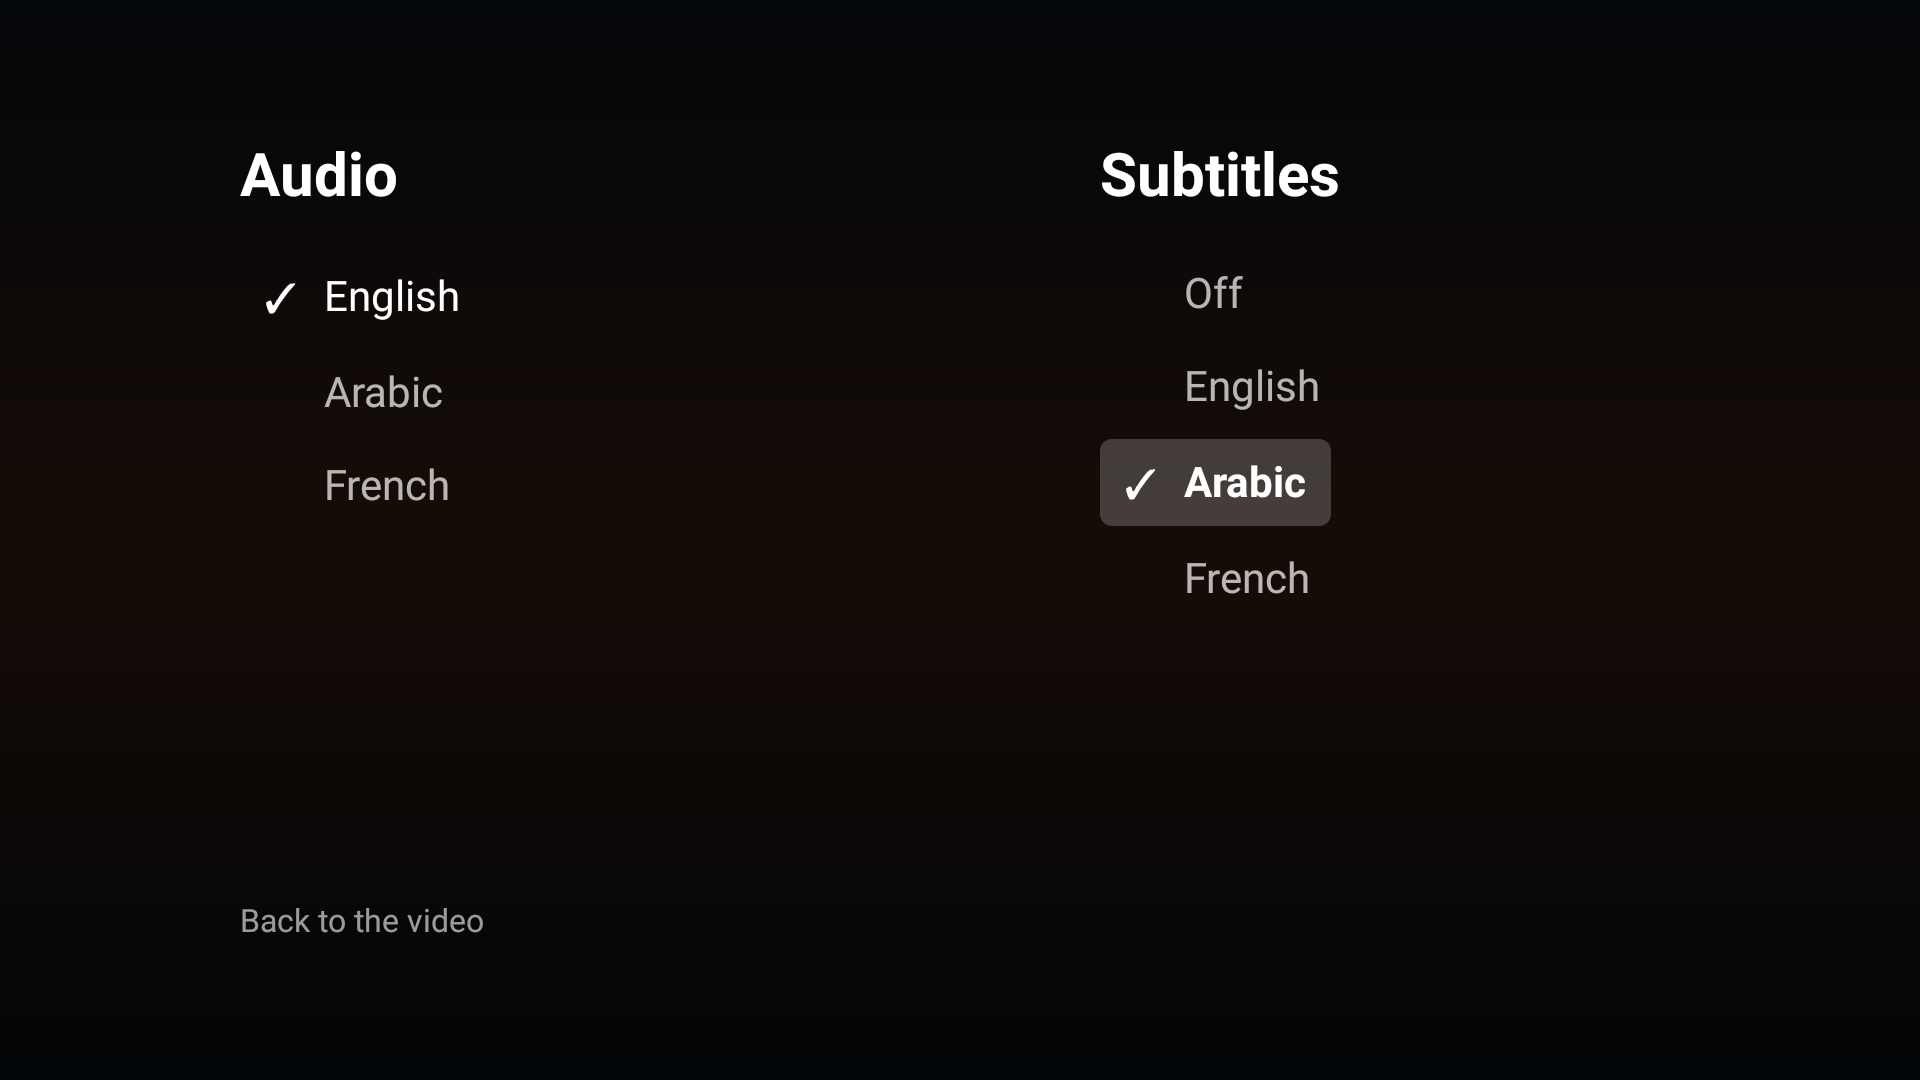 Audio
✓ English
Arabic
French
Subtitles
Off
English
✓ Arabic
French
Back to the video